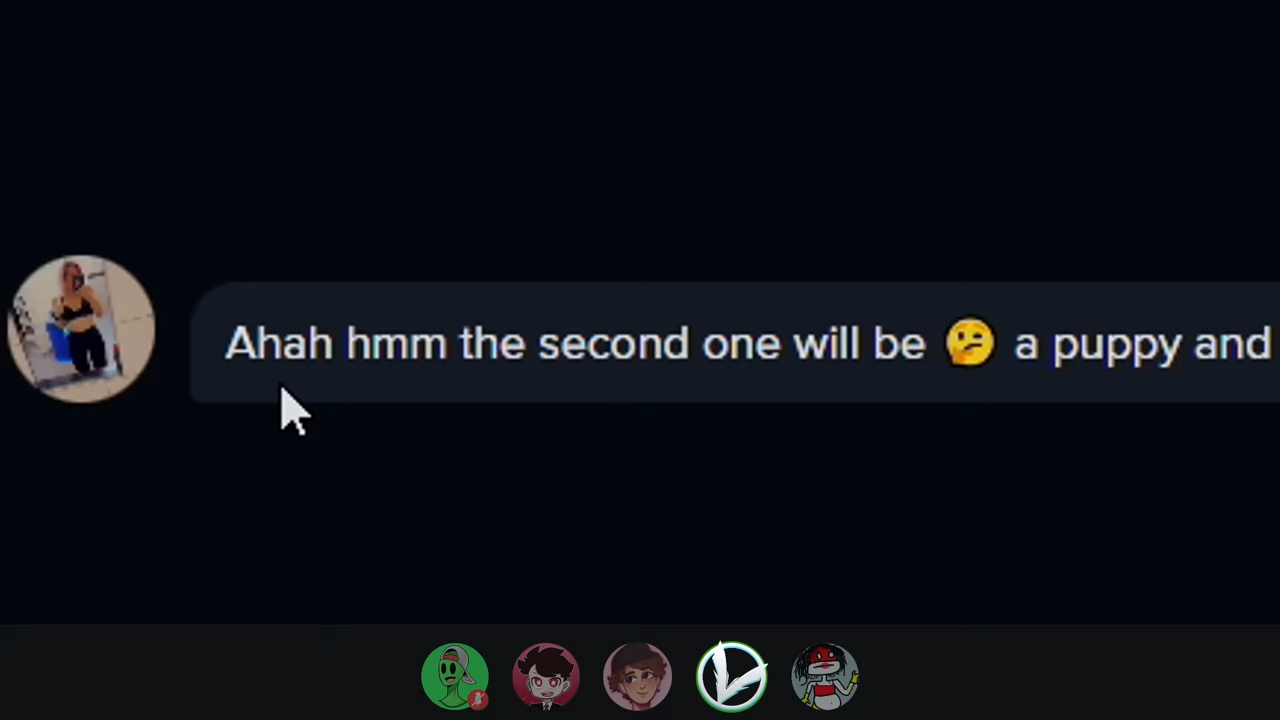 Ahah hmm the second one will be 🤔 a puppy and